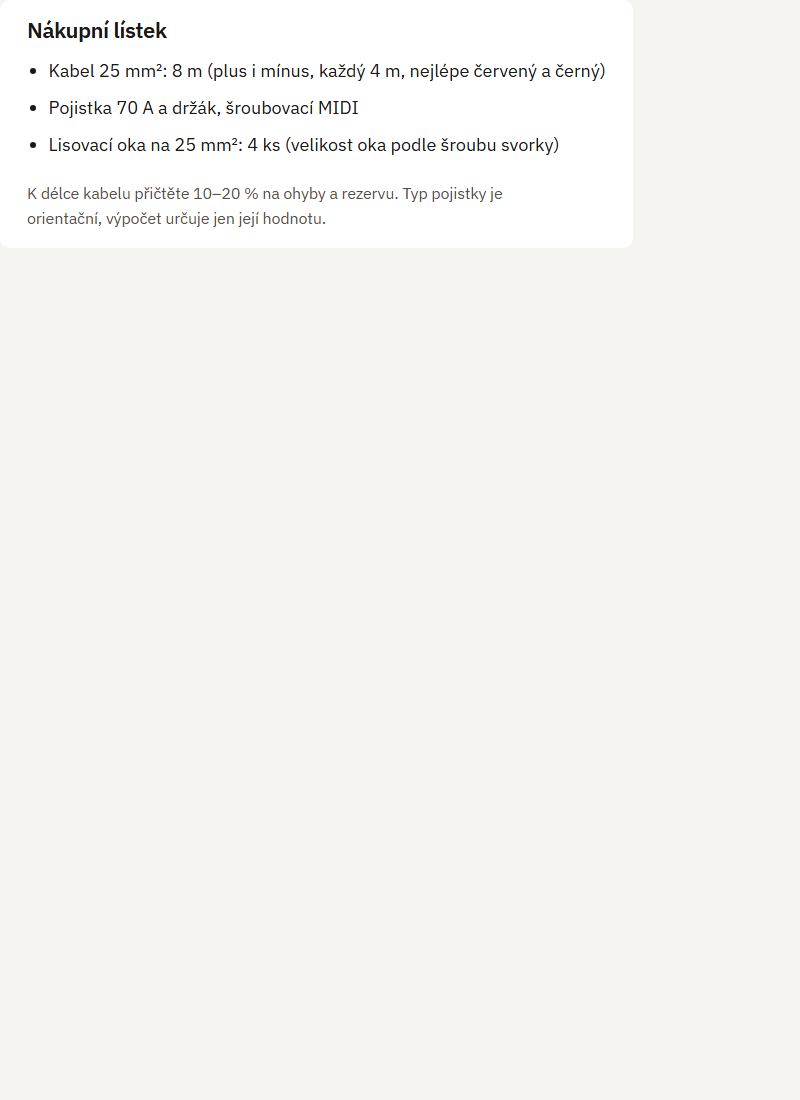 Nákupní lístek
Kabel 25 mm²: 8 m (plus i mínus, každý 4 m, nejlépe červený a černý)
Pojistka 70 A a držák, šroubovací MIDI
Lisovací oka na 25 mm²: 4 ks (velikost oka podle šroubu svorky)
K délce kabelu přičtěte 10–20 % na ohyby a rezervu. Typ pojistky je
orientační, výpočet určuje jen její hodnotu.